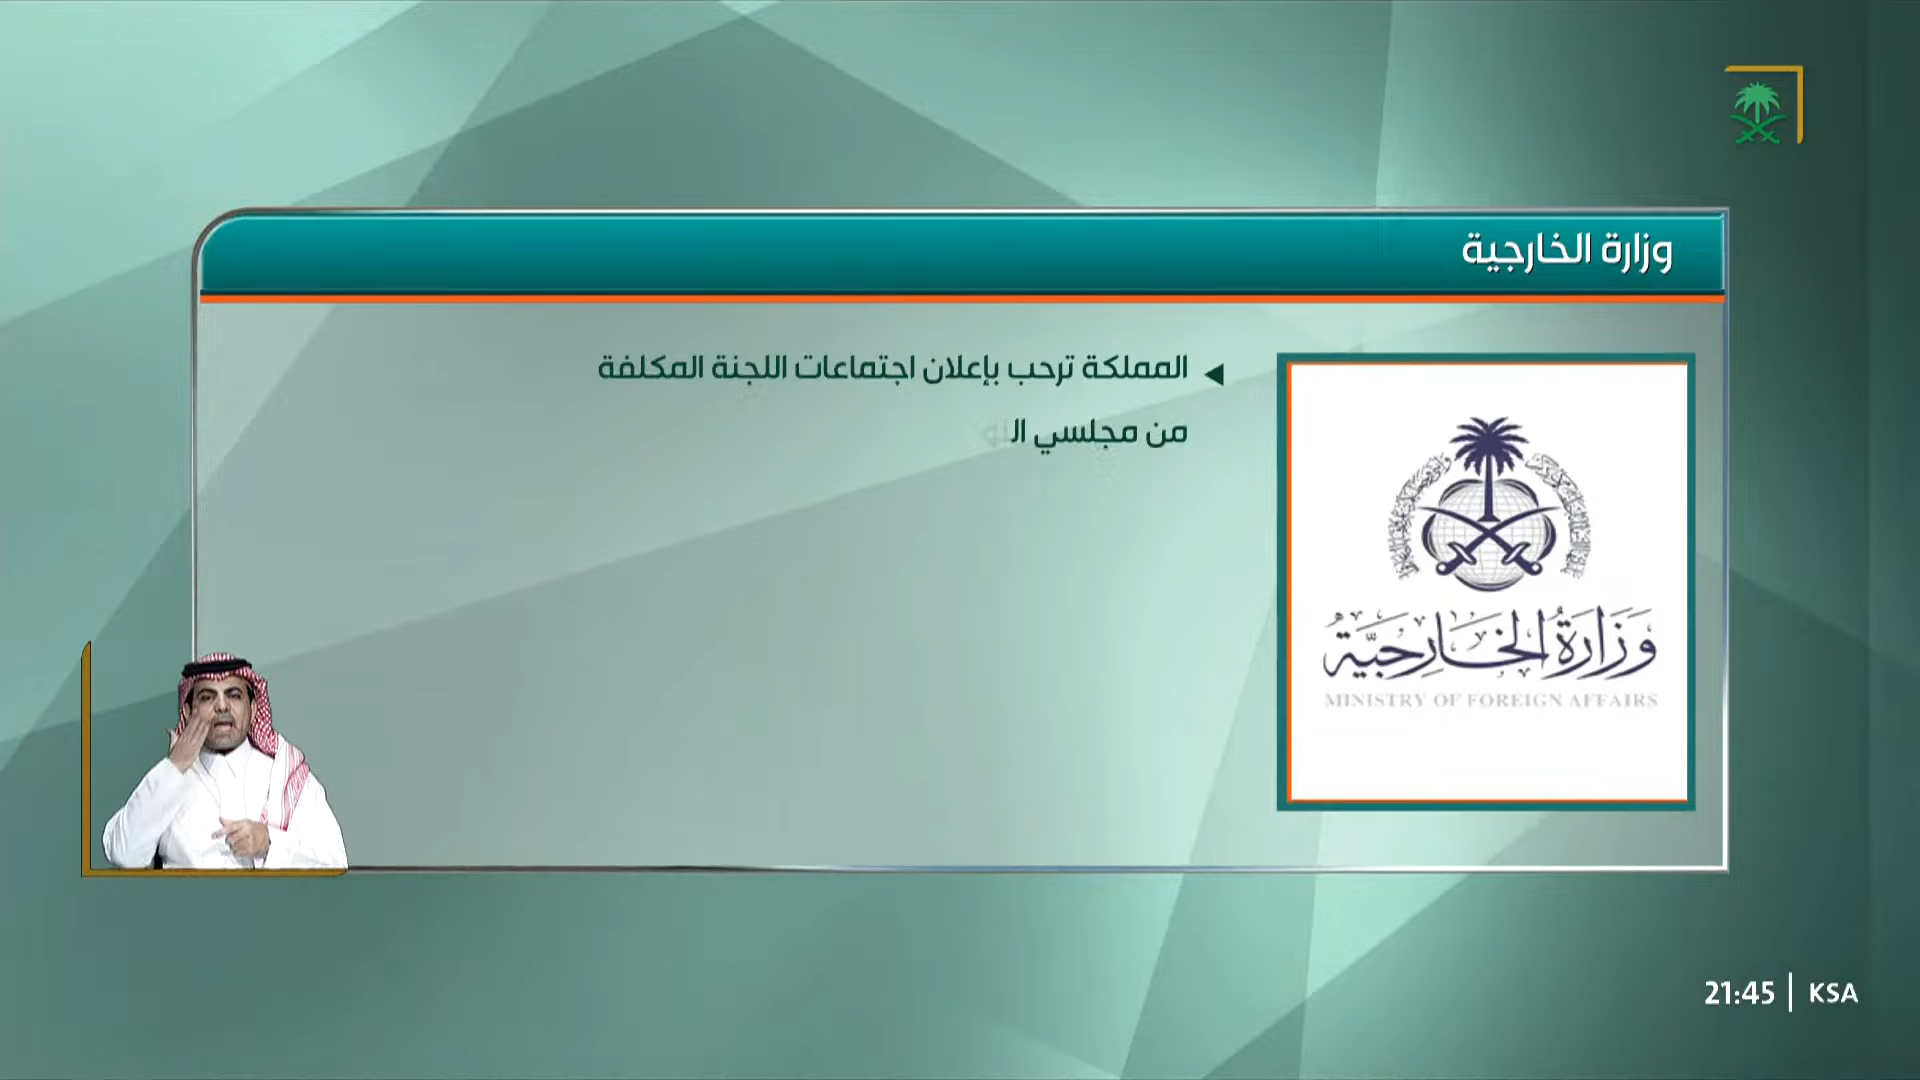 وزارة الخارجية
المملكة ترحب بإعلان اجتماعات اللجنة المكلفة
من مجلسي
وزارة الخارجية
MINISTRY OF FOREIGN AFFAIRS
21:45 | KSA